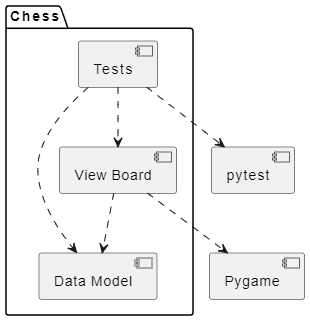 Chess
Tests
View Board
pytest
Data Model
Pygame